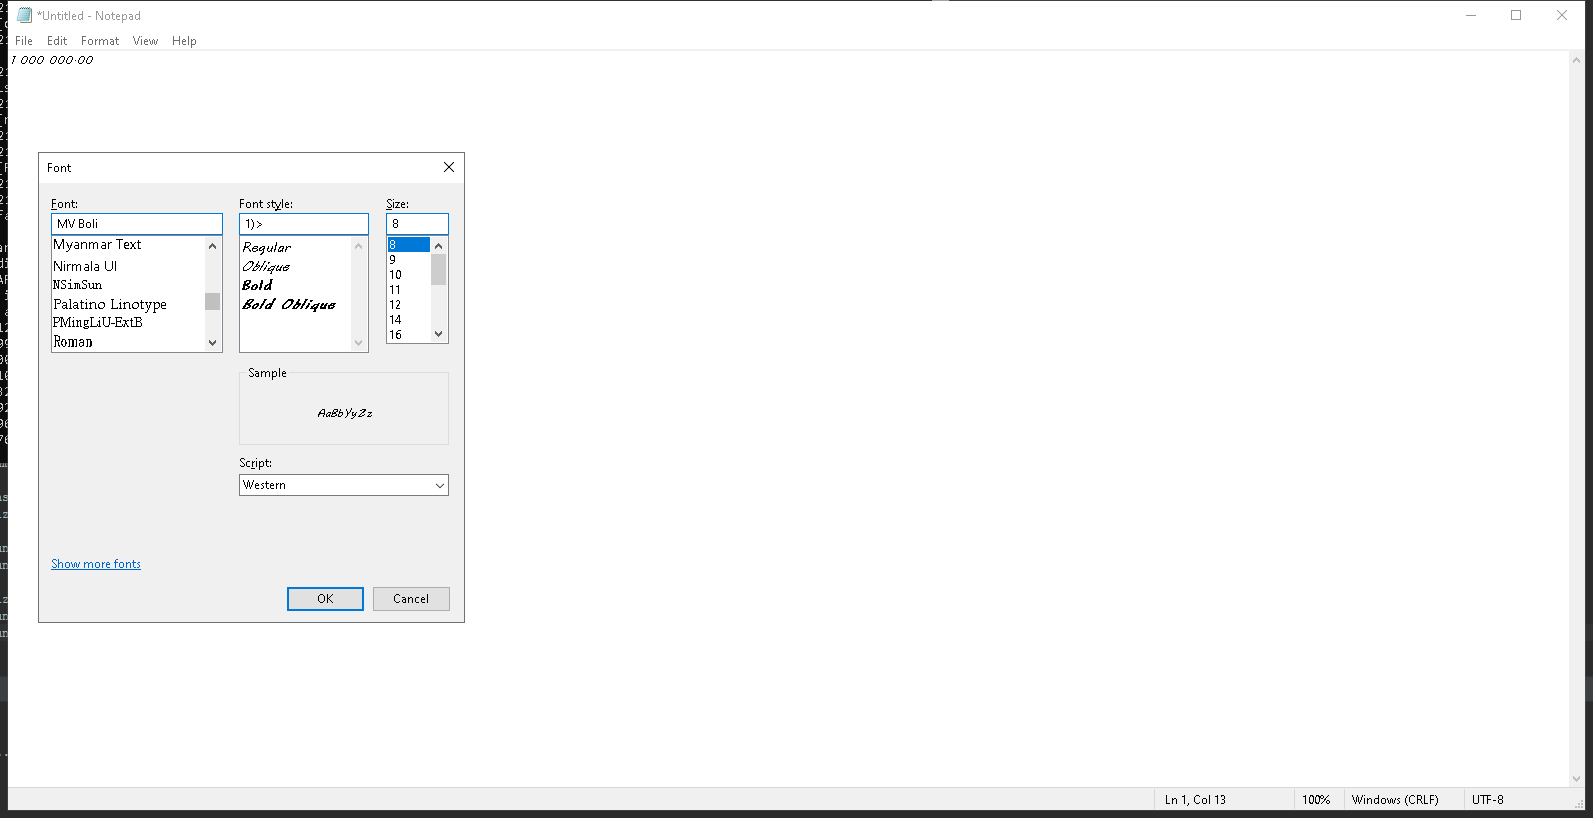 *Untitled - Notepad
File Edit Format View Help
1 000 000.00
Font
Font: Font style: Size:
MV Boli 1)> 8
Myanmar Text
Nirmala UI
NSimSun
Palatino Linotype
PMingLiU-ExtB
Roman
Regular
Oblique
Bold
Bold Oblique
8
9
10
11
12
14
16
Sample
AaBbYyZz
Script:
Western
Show more fonts
OK Cancel
Ln 1, Col 13 100% Windows (CRLF) UTF-8